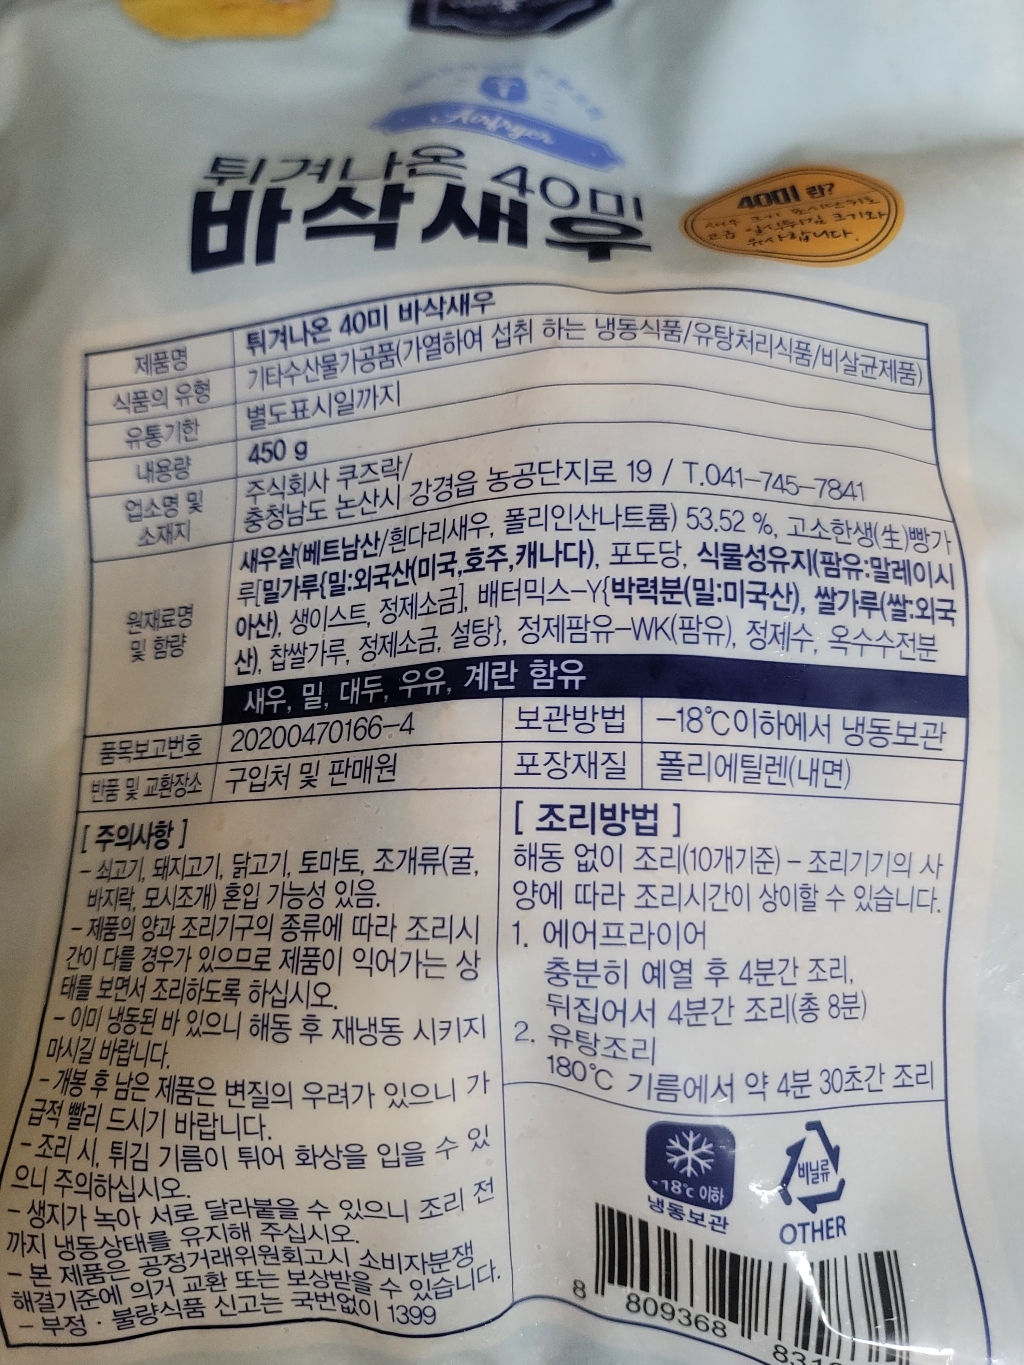 튀겨나온 40미
바삭새우
40미 란?
유사합니다.
제품명 튀겨나온 40미 바삭새우
식품의 유형 기타수산물가공품(가열하여 섭취 하는 냉동식품/유탕처리식품/비살균제품)
유통기한 별도표시일까지
내용량 450 g
업소명 및 소재지 주식회사 쿠즈락/
충청남도 논산시 강경읍 농공단지로 19 / T.041-745-7841
원재료명 및 함량 새우살(베트남산/흰다리새우, 폴리인산나트륨) 53.52 %, 고소한생(生)빵가
루[밀가루{밀:외국산(미국,호주,캐나다), 포도당, 식물성유지(팜유:말레이시
아산), 생이스트, 정제소금], 배터믹스-Y{박력분(밀:미국산), 쌀가루(쌀:외국
산), 찹쌀가루, 정제소금, 설탕}, 정제팜유-WK(팜유), 정제수, 옥수수전분
새우, 밀, 대두, 우유, 계란 함유
품목보고번호 20200470166-4 보관방법 -18℃이하에서 냉동보관
반품 및 교환장소 구입처 및 판매원 포장재질 폴리에틸렌(내면)
[ 주의사항 ]
- 쇠고기, 돼지고기, 닭고기, 토마토, 조개류(굴,
바지락, 모시조개) 혼입 가능성 있음.
- 제품의 양과 조리기구의 종류에 따라 조리시
간이 다를 경우가 있으므로 제품이 익어가는 상
태를 보면서 조리하도록 하십시오.
- 이미 냉동된 바 있으니 해동 후 재냉동 시키지
마시길 바랍니다.
- 개봉 후 남은 제품은 변질의 우려가 있으니 가
급적 빨리 드시기 바랍니다.
- 조리 시, 튀김 기름이 튀어 화상을 입을 수 있
으니 주의하십시오.
- 생지가 녹아 서로 달라붙을 수 있으니 조리 전
까지 냉동상태를 유지해 주십시오.
- 본 제품은 공정거래위원회고시 소비자분쟁
해결기준에 의거 교환 또는 보상받을 수 있습니다.
- 부정·불량식품 신고는 국번없이 1399
[ 조리방법 ]
해동 없이 조리(10개기준) - 조리기기의 사
양에 따라 조리시간이 상이할 수 있습니다.
1. 에어프라이어
충분히 예열 후 4분간 조리,
뒤집어서 4분간 조리(총 8분)
2. 유탕조리
180℃ 기름에서 약 4분 30초간 조리
-18℃ 이하
냉동보관
비닐류
OTHER
8 809368